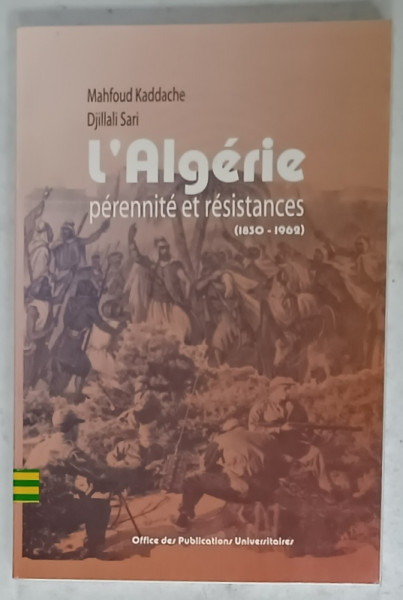 Mahfoud Kaddache
Djillali Sari
L'Algérie
pérennité et résistances
(1830 - 1962)
Office des Publications Universitaires